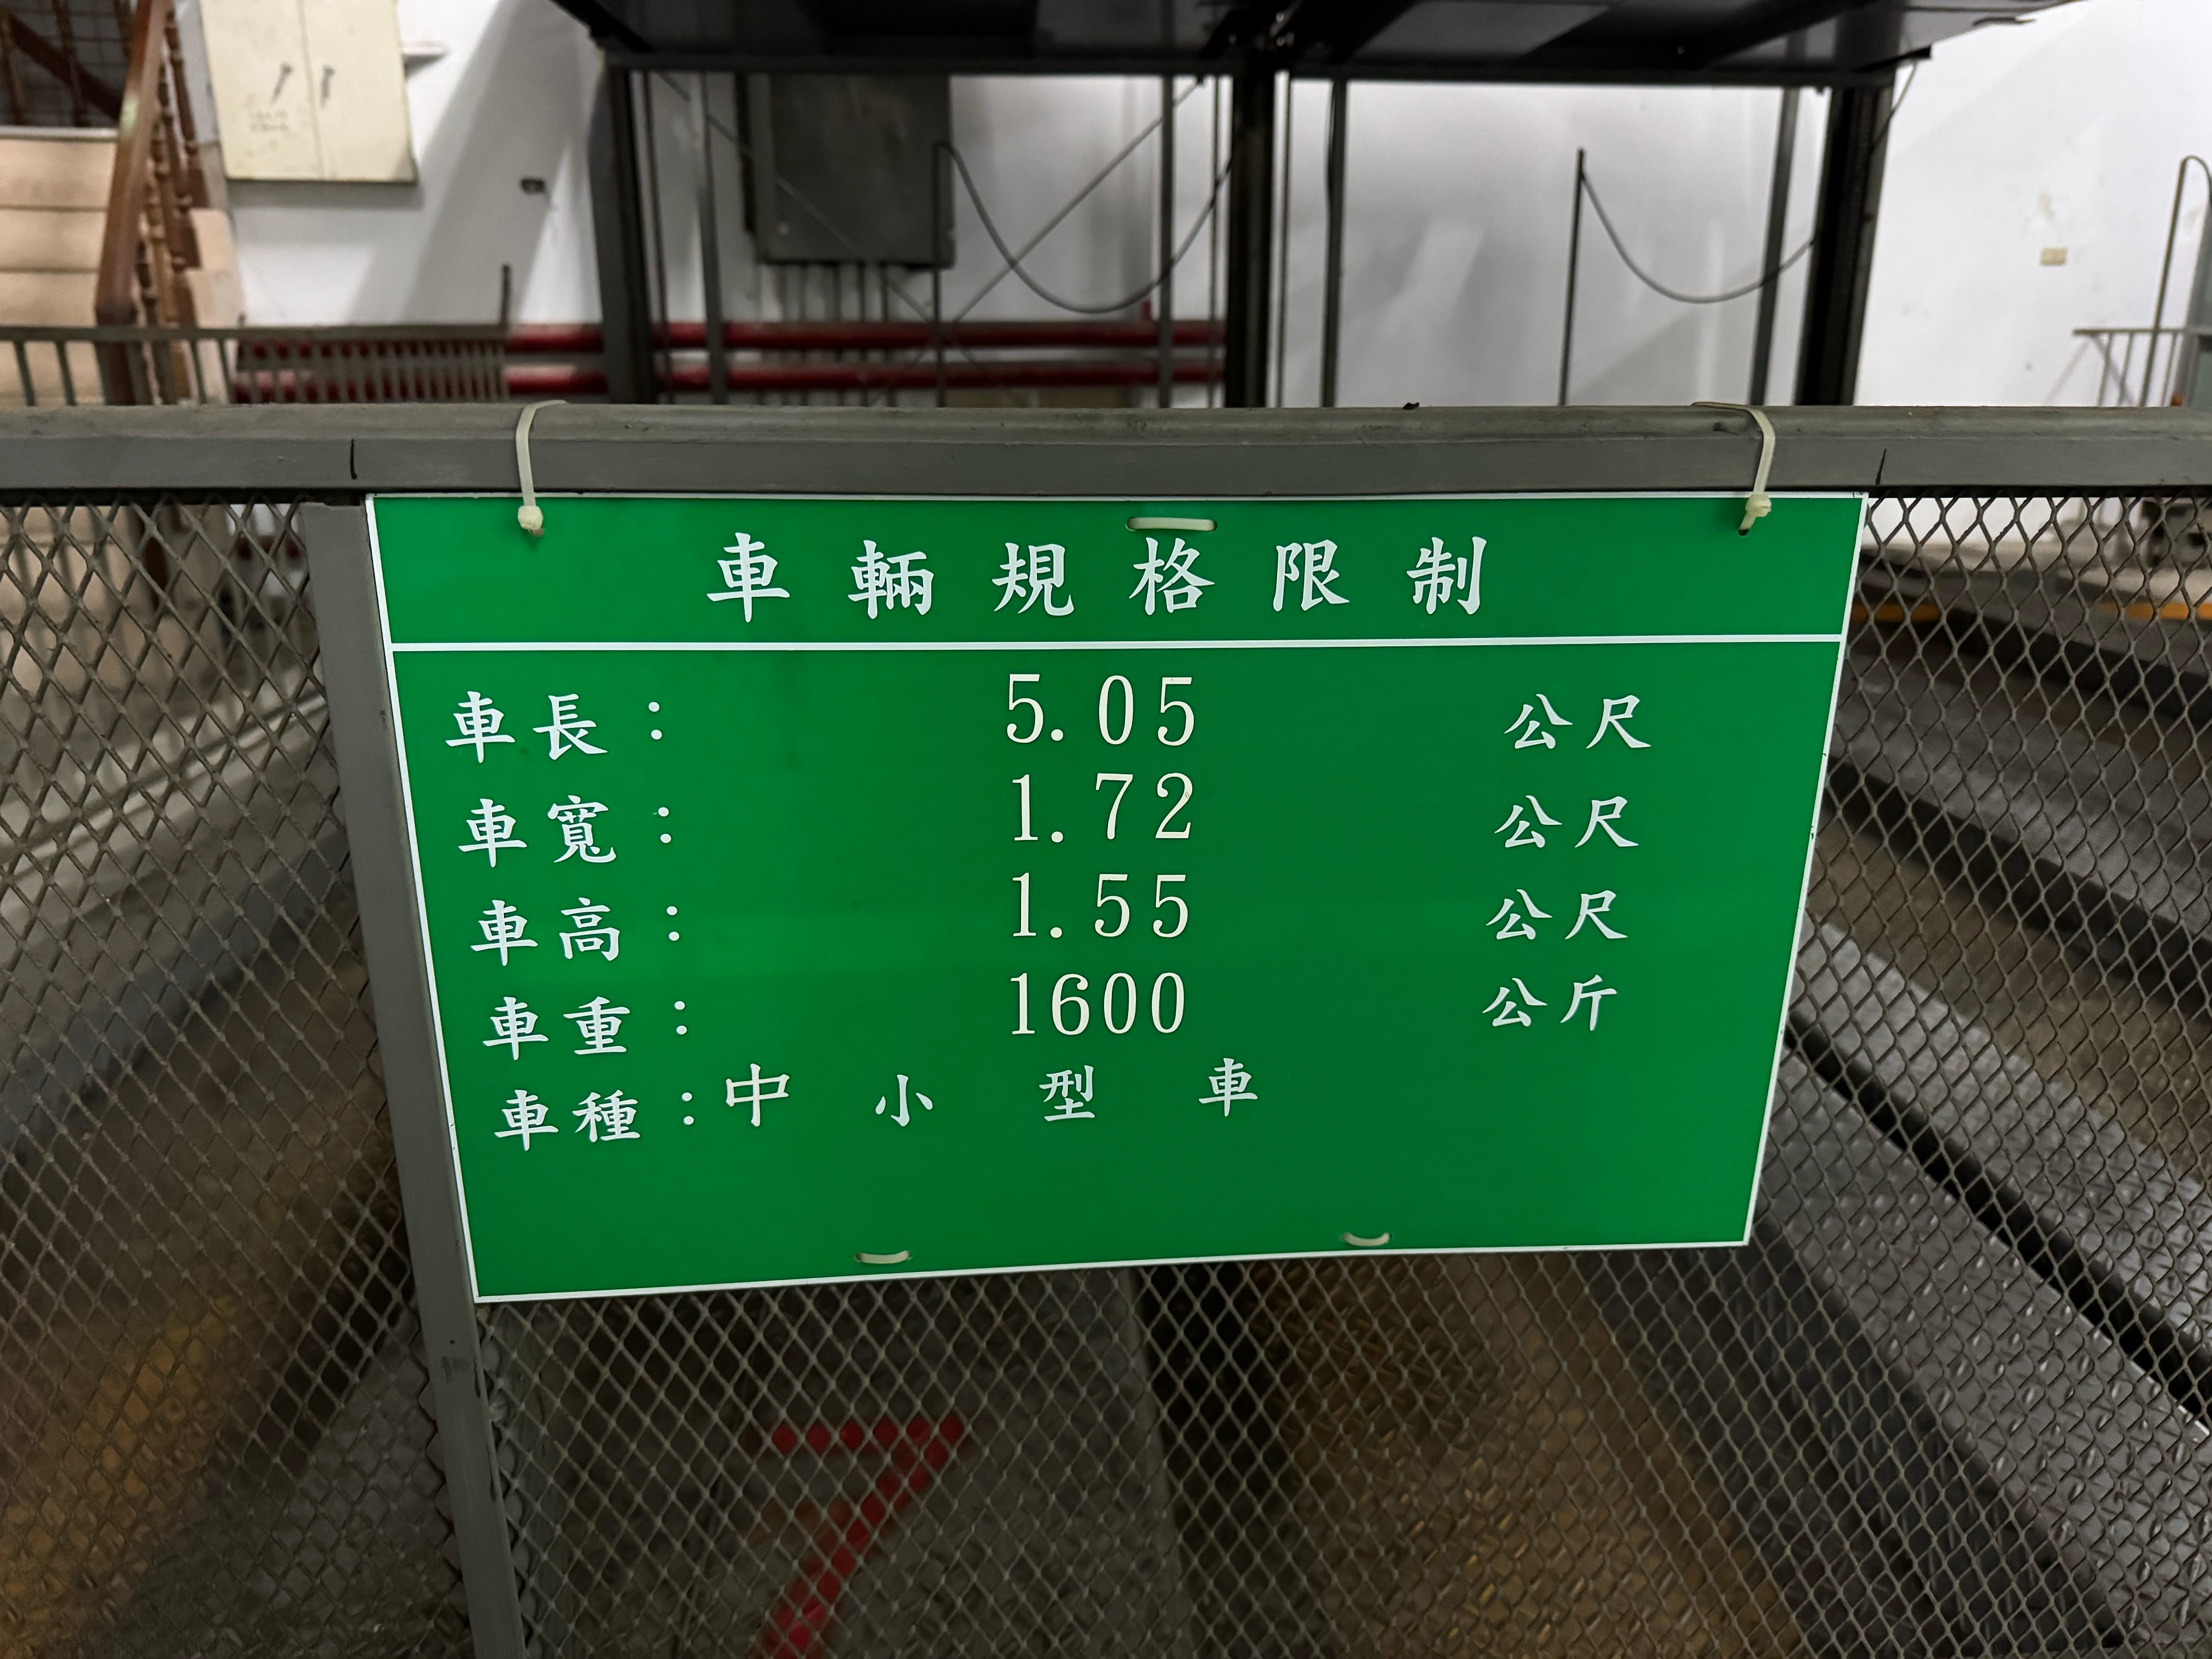 車輛規格限制
車長： 5.05 公尺
車寬： 1.72 公尺
車高： 1.55 公尺
車重： 1600 公斤
車種：中小型車
7